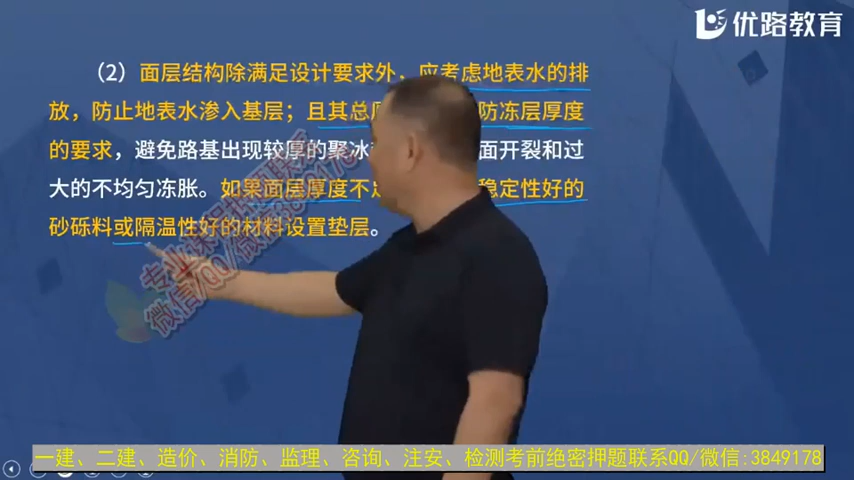 优路教育
（2）面层结构除满足设计要求外，应考虑地表水的排
放，防止地表水渗入基层；且其总 防冻层厚度
的要求，避免路基出现较厚的聚冰 面开裂和过
大的不均匀冻胀。如果面层厚度不 稳定性好的
砂砾料或隔温性好的材料设置垫层。
一建、二建、造价、消防、监理、咨询、注安、检测考前绝密押题联系QQ/微信:3849178